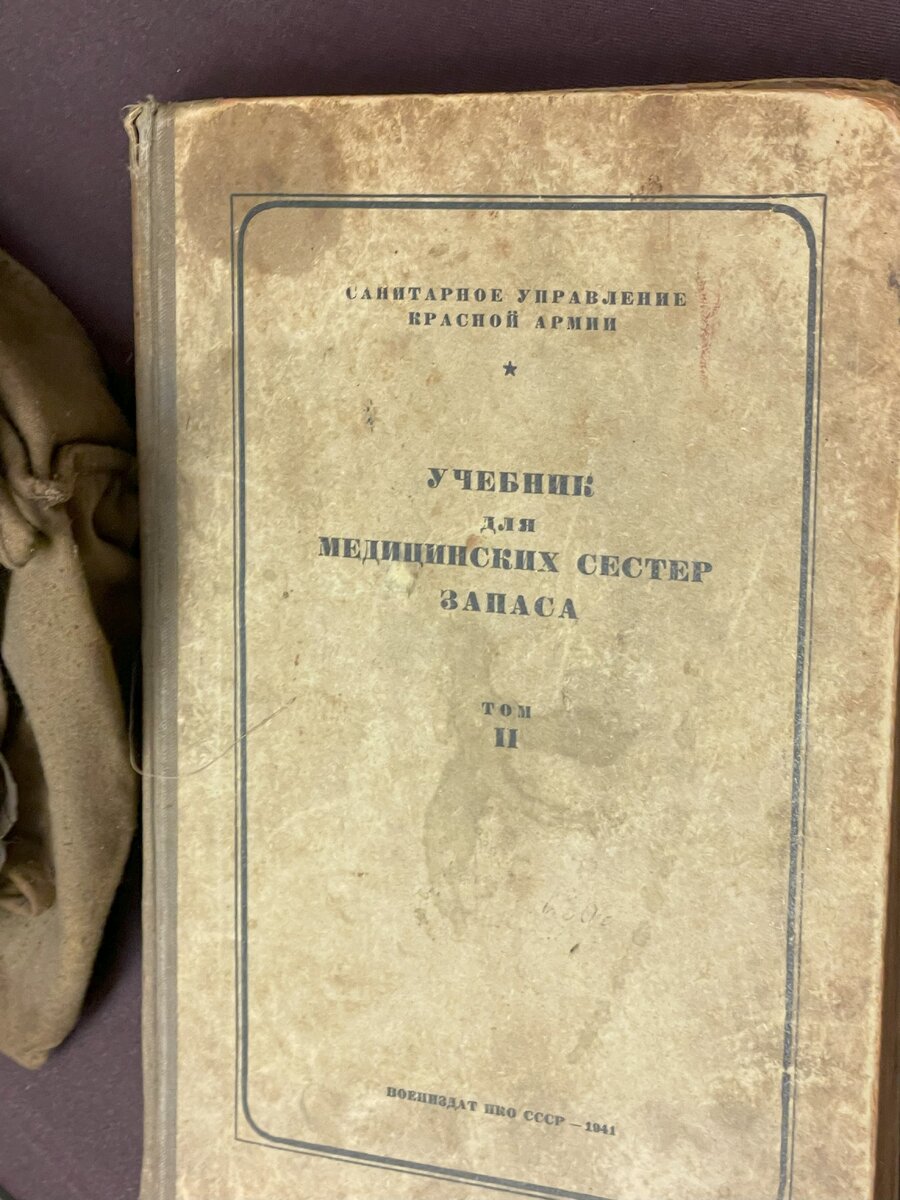 САНИТАРНОЕ УПРАВЛЕНИЕ
КРАСНОЙ АРМИИ
УЧЕБНИК
ДЛЯ
МЕДИЦИНСКИХ СЕСТЕР
ЗАПАСА
ТОМ
II
ВОЕНИЗДАТ НКО СССР — 1941